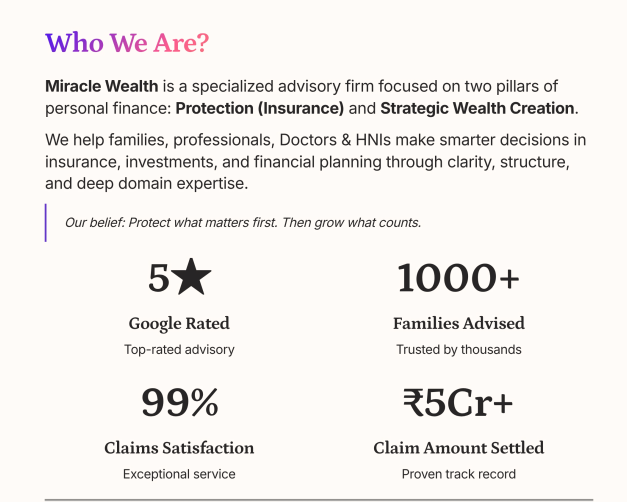 Who We Are?
Miracle Wealth is a specialized advisory firm focused on two pillars of
personal finance: Protection (Insurance) and Strategic Wealth Creation.
We help families, professionals, Doctors & HNIs make smarter decisions in
insurance, investments, and financial planning through clarity, structure,
and deep domain expertise.
Our belief: Protect what matters first. Then grow what counts.
5★
Google Rated
Top-rated advisory
1000+
Families Advised
Trusted by thousands
99%
Claims Satisfaction
Exceptional service
₹5Cr+
Claim Amount Settled
Proven track record